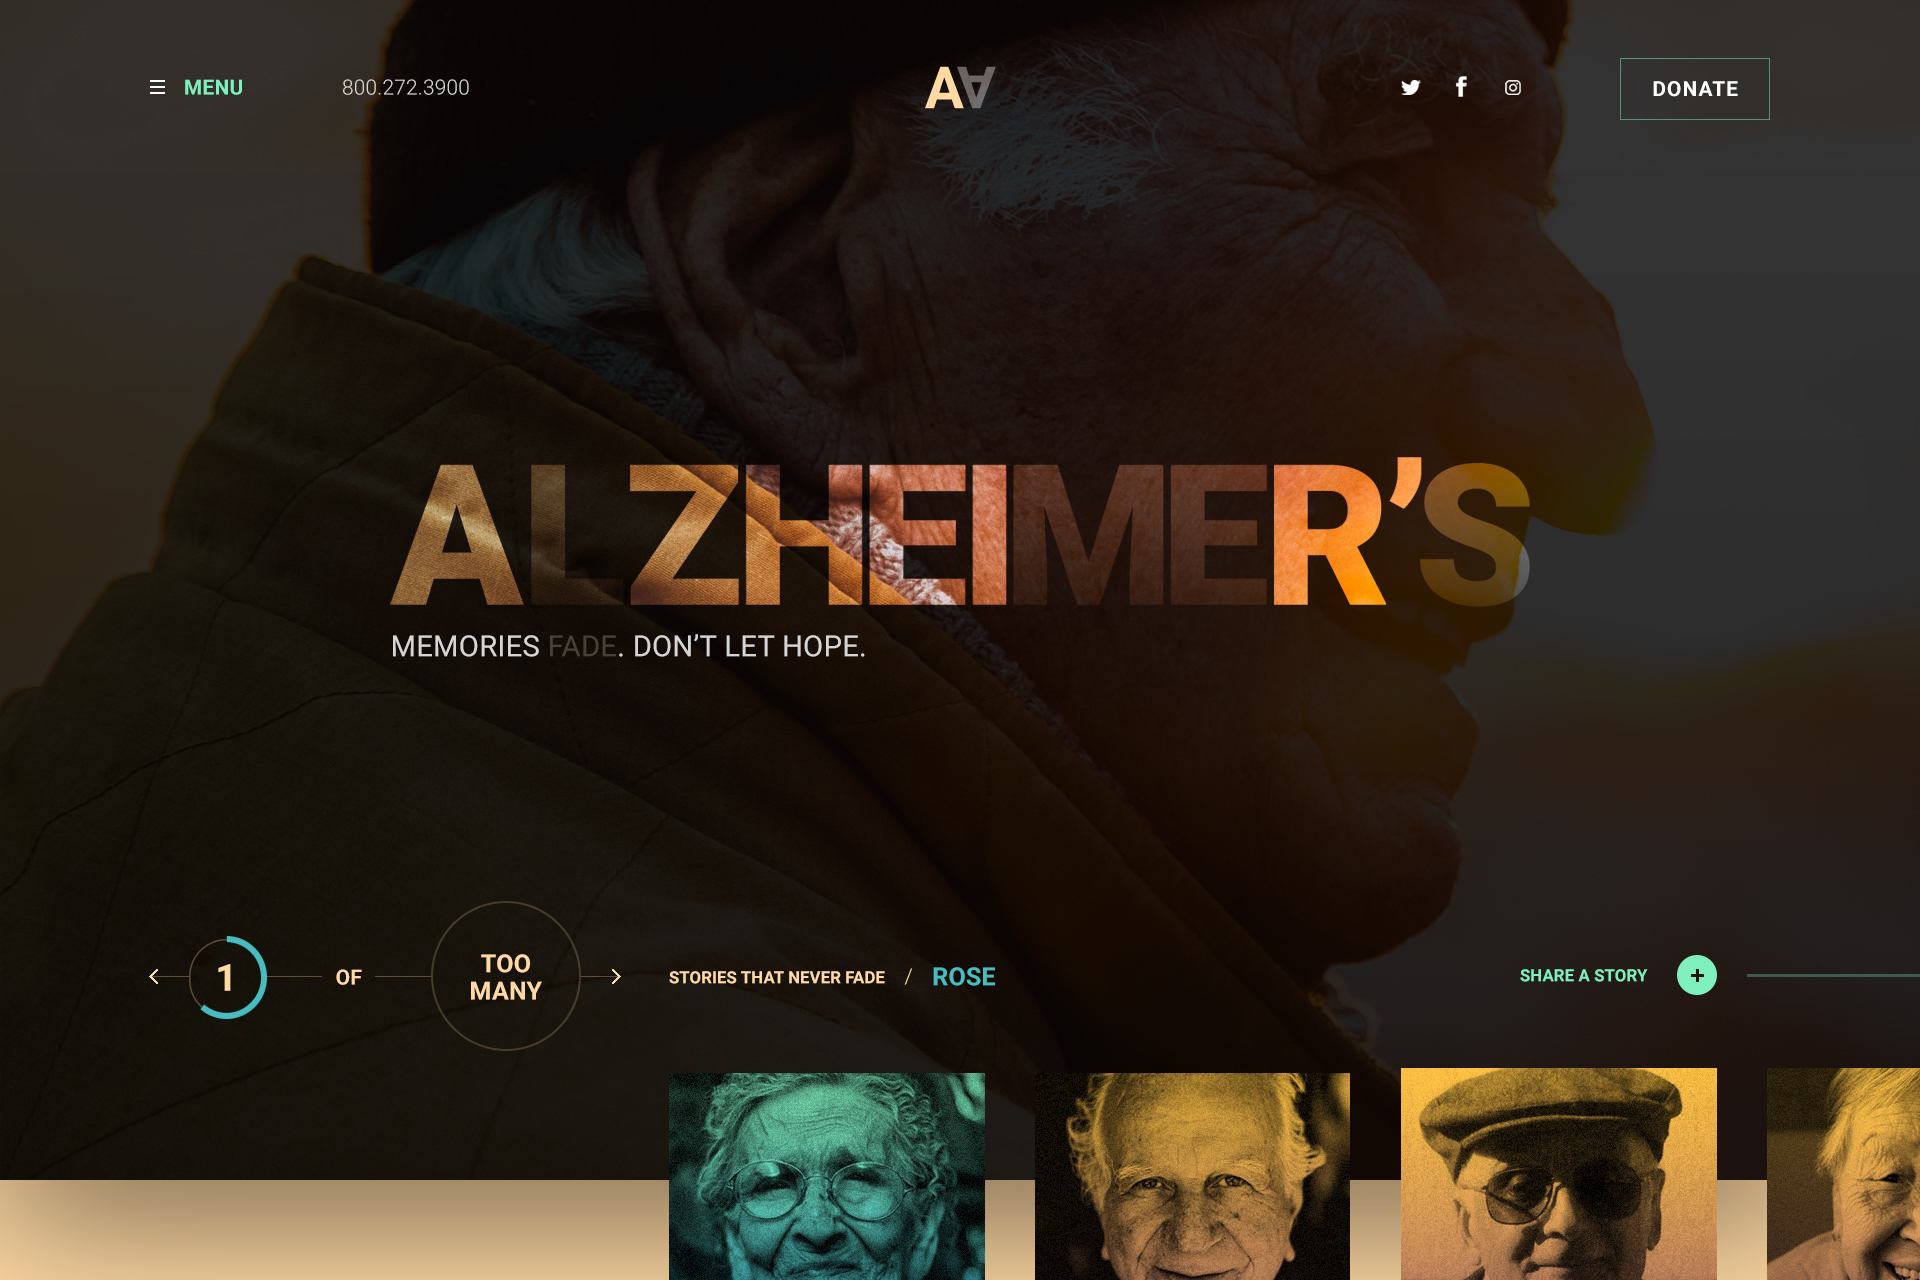 MENU
800.272.3900
AA
DONATE
ALZHEIMER’S
MEMORIES FADE. DON’T LET HOPE.
1
OF
TOO
MANY
STORIES THAT NEVER FADE / ROSE
SHARE A STORY